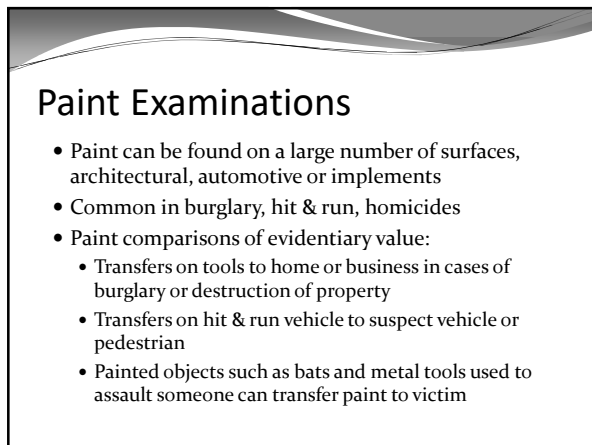 Paint Examinations
• Paint can be found on a large number of surfaces,
architectural, automotive or implements
• Common in burglary, hit & run, homicides
• Paint comparisons of evidentiary value:
• Transfers on tools to home or business in cases of
burglary or destruction of property
• Transfers on hit & run vehicle to suspect vehicle or
pedestrian
• Painted objects such as bats and metal tools used to
assault someone can transfer paint to victim